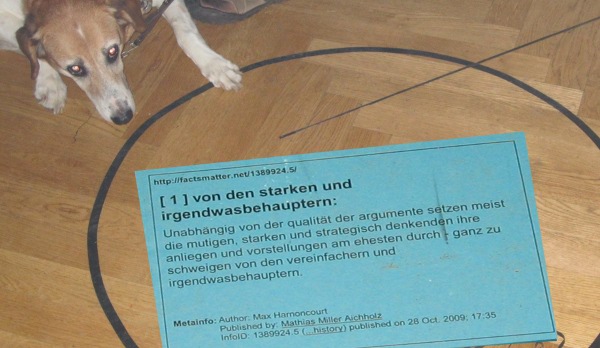 http://factsmatter.net/1389924.5/
[ 1 ] von den starken und
irgendwasbehauptern:
Unabhängig von der qualität der argumente setzen meist
die mutigen, starken und strategisch denkenden ihre
anliegen und vorstellungen am ehesten durch - ganz zu
schweigen von den vereinfachern und
irgendwasbehauptern.
Metainfo: Author: Max Harnoncourt
Published by: Mathias Miller Aichholz
InfoID: 1389924.5 (...history) published on 28 Oct. 2009; 17:35